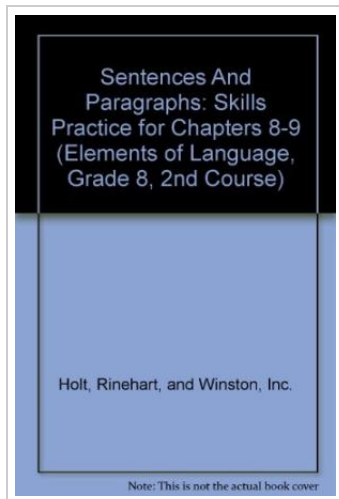 Sentences And
Paragraphs: Skills
Practice for Chapters 8-9
(Elements of Language,
Grade 8, 2nd Course)
Holt, Rinehart, and Winston, Inc.
Note: This is not the actual book cover